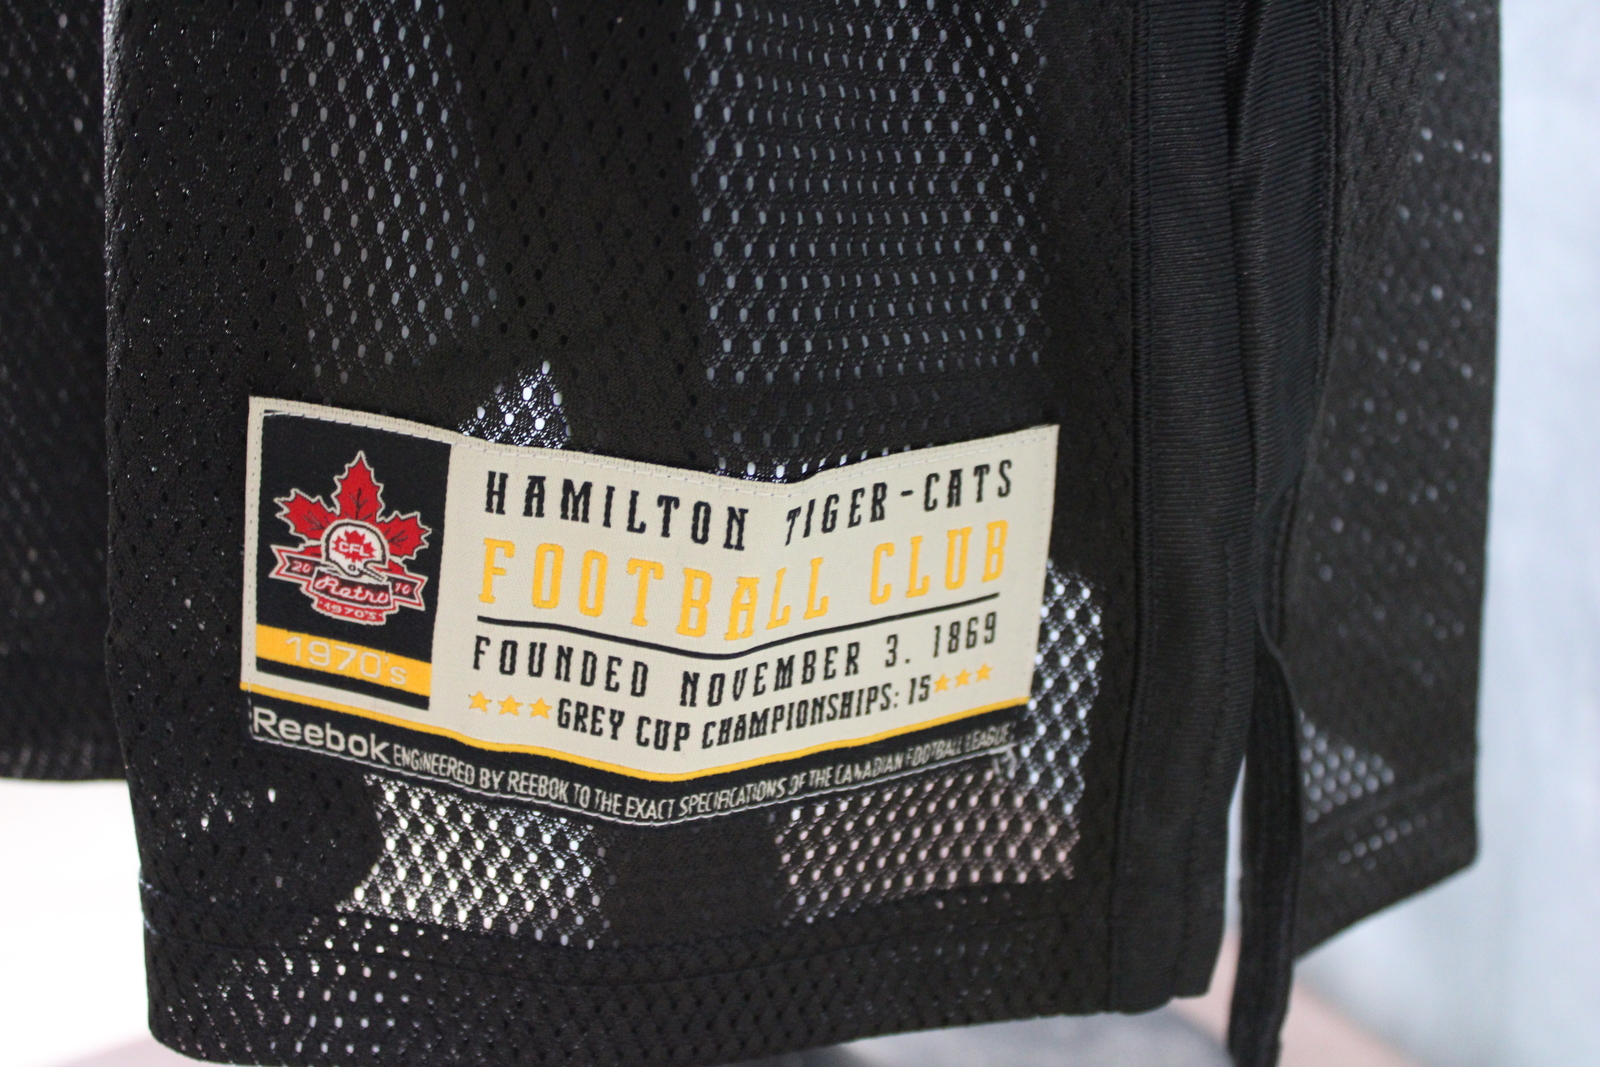 CFL
20 10
Retro
1970's
1970's
HAMILTON TIGER-CATS
FOOTBALL CLUB
FOUNDED NOVEMBER 3. 1869
GREY CUP CHAMPIONSHIPS: 15
Reebok ENGINEERED BY REEBOK TO THE EXACT SPECIFICATIONS OF THE CANADIAN FOOTBALL LEAGUE.